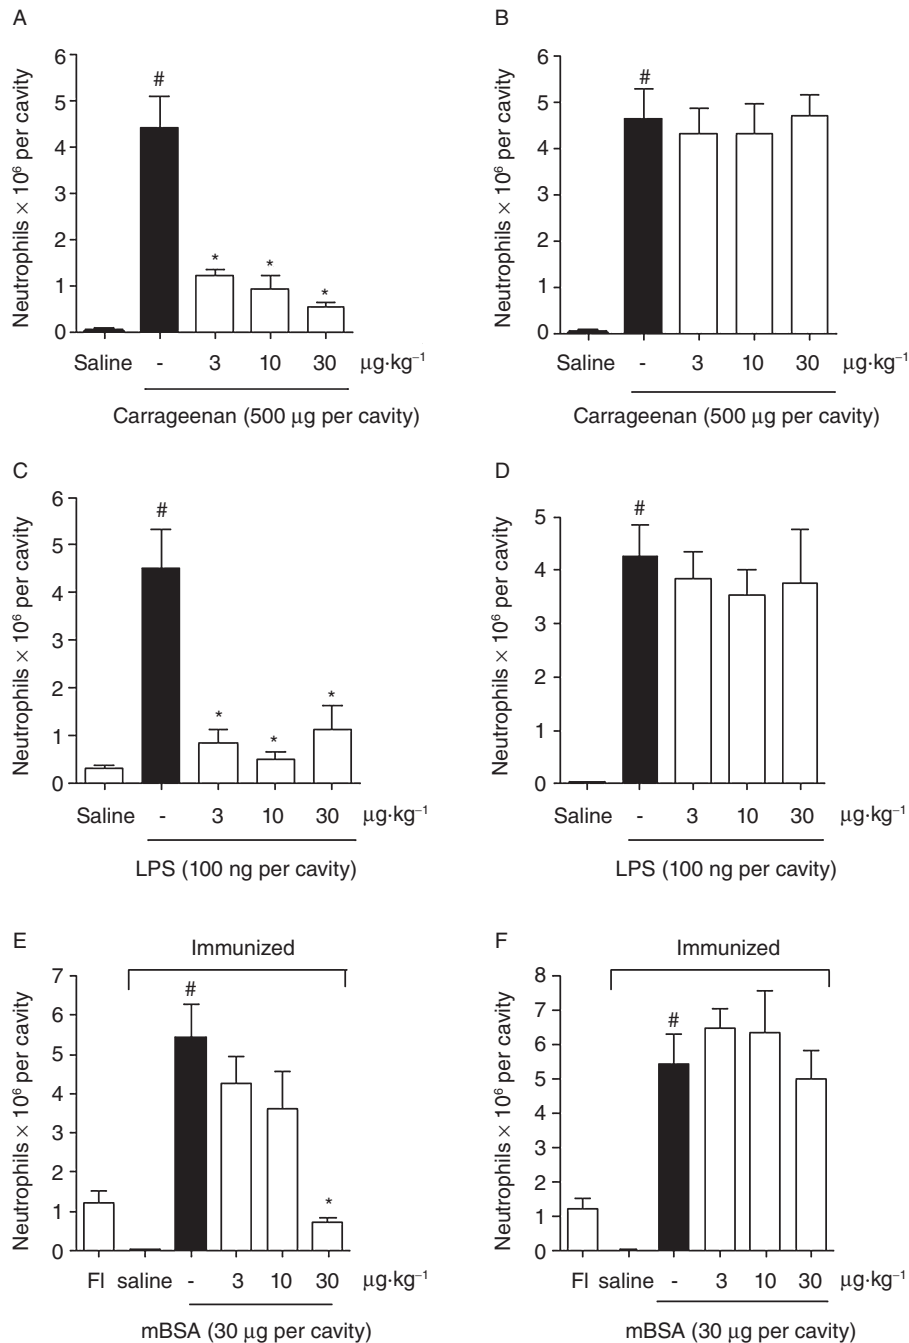 A
Neutrophils × 10⁶ per cavity
6
5
4
3
2
1
0
#
*
*
*
Saline - 3 10 30 µg·kg⁻¹
Carrageenan (500 µg per cavity)
B
Neutrophils × 10⁶ per cavity
6
5
4
3
2
1
0
#
Saline - 3 10 30 µg·kg⁻¹
Carrageenan (500 µg per cavity)
C
Neutrophils × 10⁶ per cavity
6
5
4
3
2
1
0
#
*
*
*
Saline - 3 10 30 µg·kg⁻¹
LPS (100 ng per cavity)
D
Neutrophils × 10⁶ per cavity
5
4
3
2
1
0
#
Saline - 3 10 30 µg·kg⁻¹
LPS (100 ng per cavity)
E
Immunized
Neutrophils × 10⁶ per cavity
7
6
5
4
3
2
1
0
#
*
FI saline - 3 10 30 µg·kg⁻¹
mBSA (30 µg per cavity)
F
Immunized
Neutrophils × 10⁶ per cavity
8
7
6
5
4
3
2
1
0
#
FI saline - 3 10 30 µg·kg⁻¹
mBSA (30 µg per cavity)